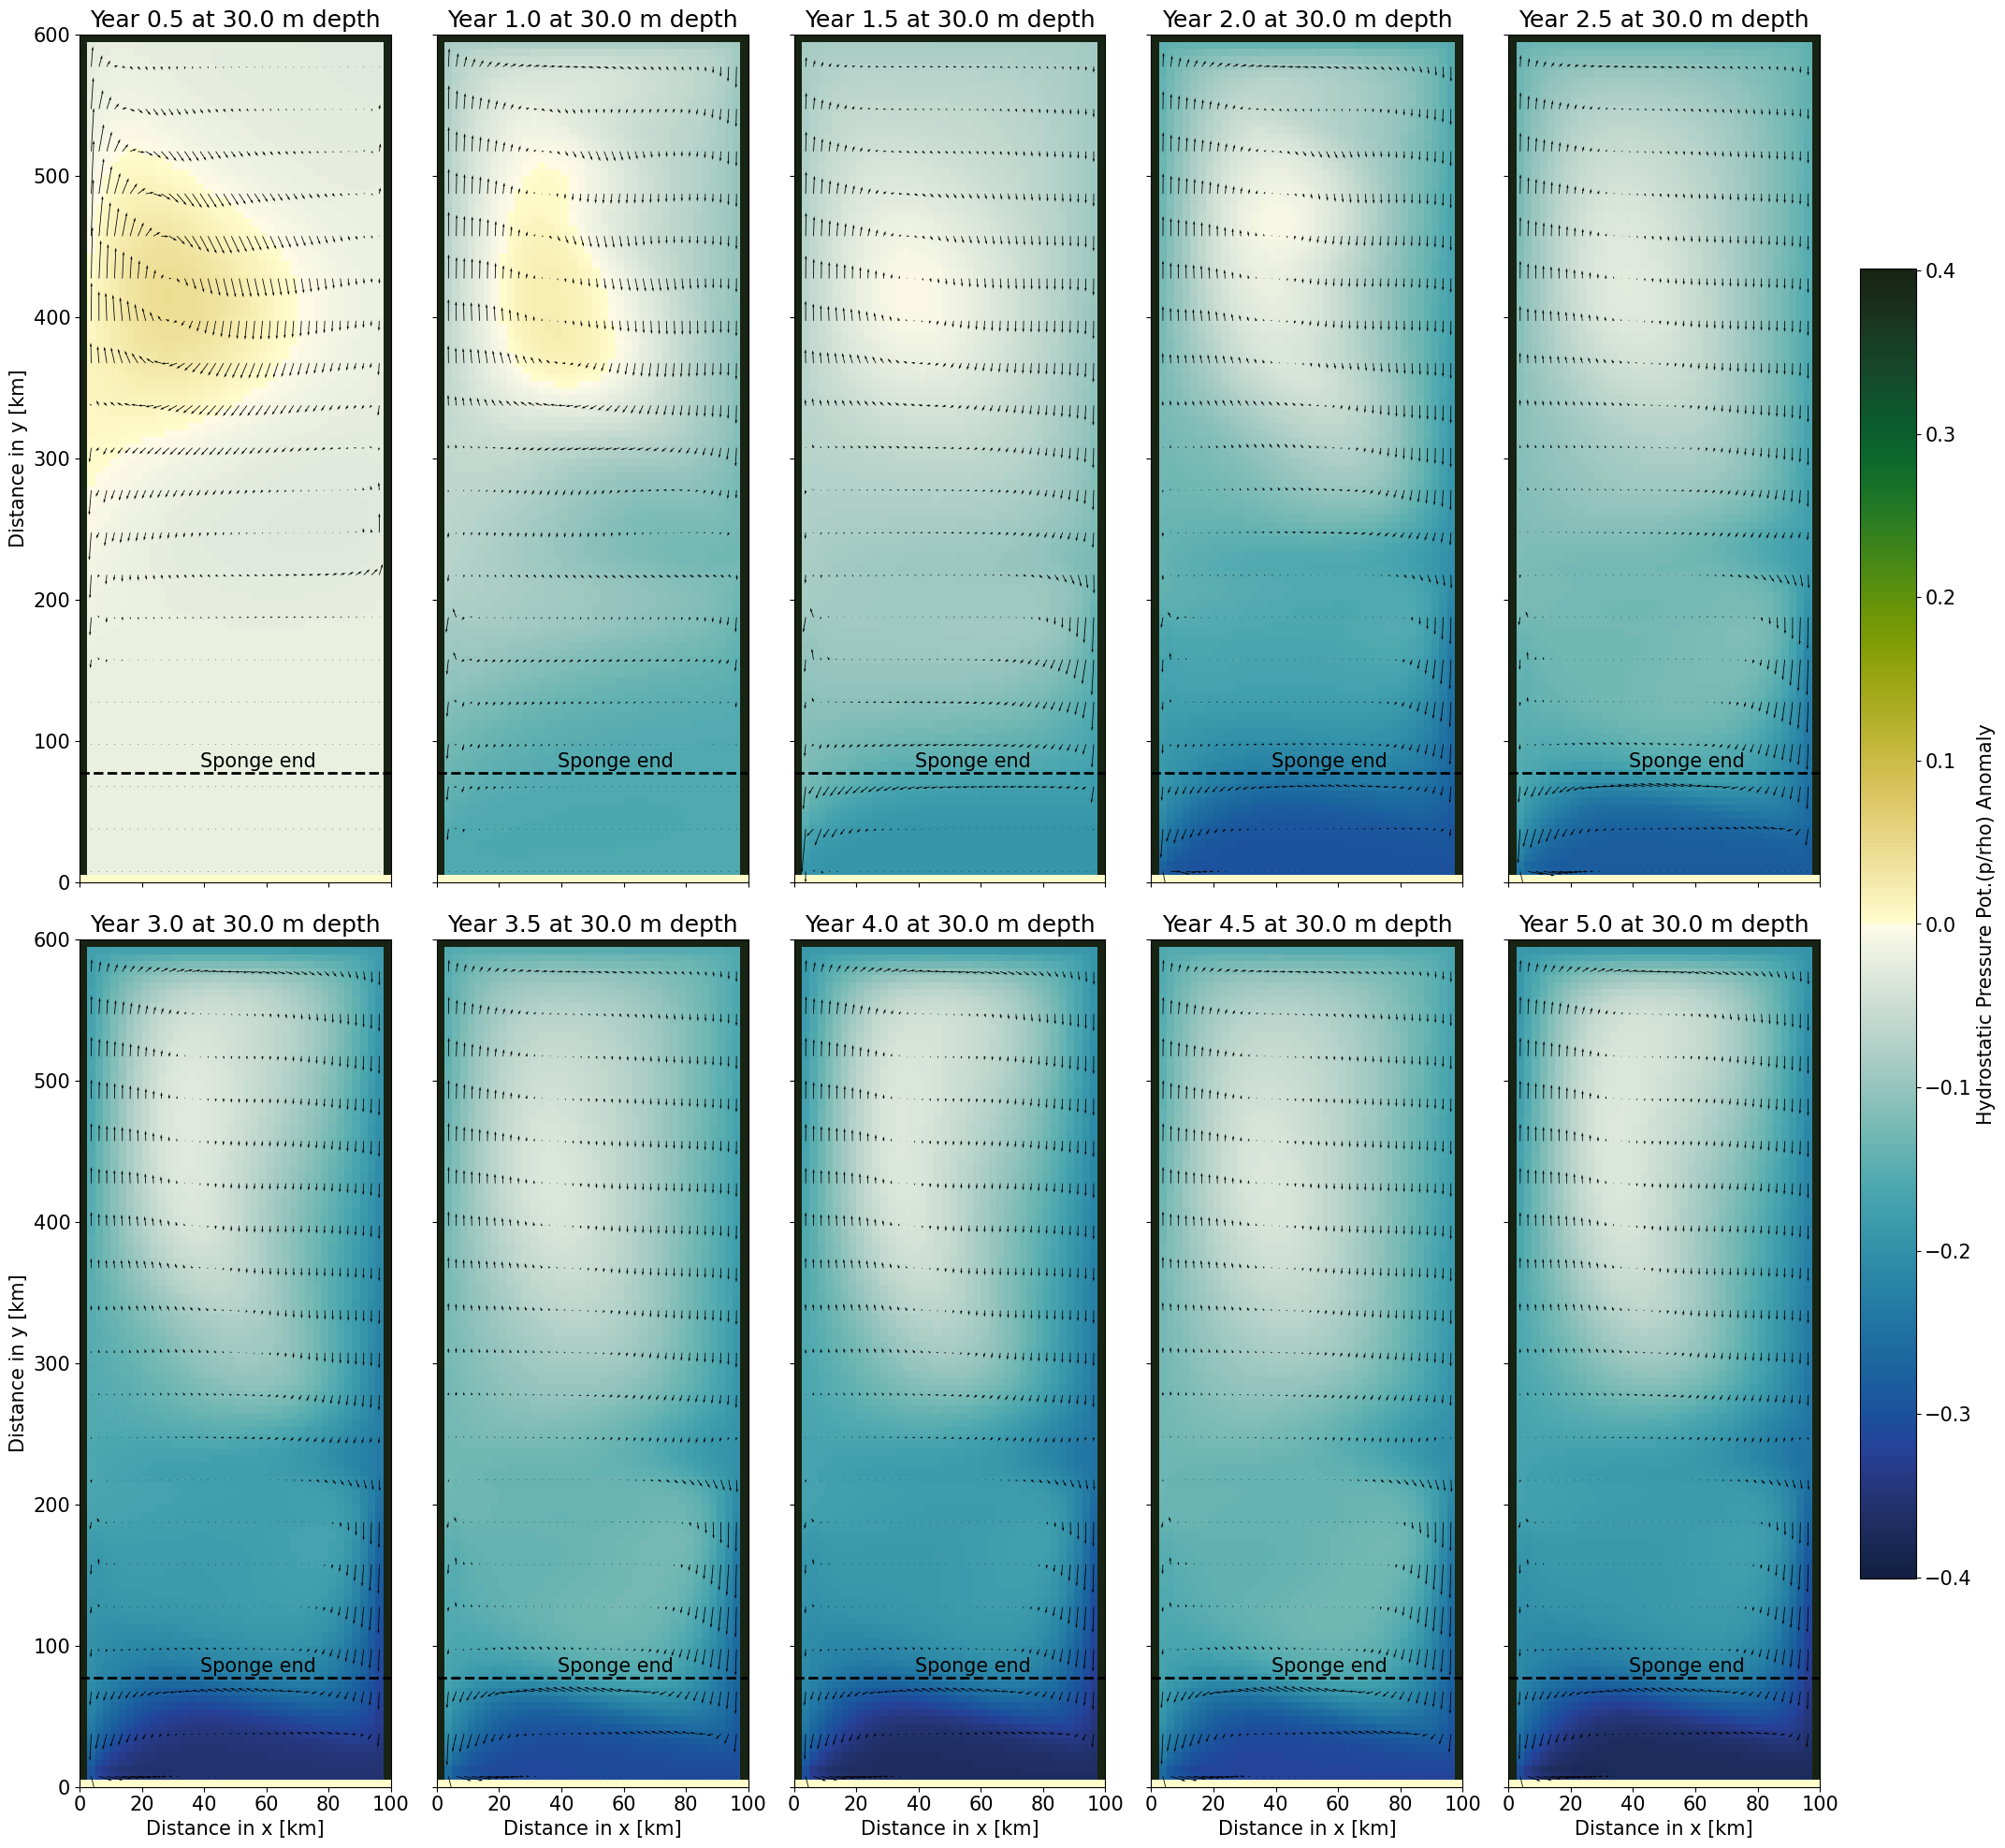 Year 0.5 at 30.0 m depth
Year 1.0 at 30.0 m depth
Year 1.5 at 30.0 m depth
Year 2.0 at 30.0 m depth
Year 2.5 at 30.0 m depth
600
500
400
300
200
100
0
Distance in y [km]
Sponge end
Sponge end
Sponge end
Sponge end
Sponge end
Year 3.0 at 30.0 m depth
Year 3.5 at 30.0 m depth
Year 4.0 at 30.0 m depth
Year 4.5 at 30.0 m depth
Year 5.0 at 30.0 m depth
600
500
400
300
200
100
0
Distance in y [km]
Sponge end
Sponge end
Sponge end
Sponge end
Sponge end
0 20 40 60 80 100
0 20 40 60 80 100
0 20 40 60 80 100
0 20 40 60 80 100
0 20 40 60 80 100
Distance in x [km]
Distance in x [km]
Distance in x [km]
Distance in x [km]
Distance in x [km]
0.4
0.3
0.2
0.1
0.0
−0.1
−0.2
−0.3
−0.4
Hydrostatic Pressure Pot.(p/rho) Anomaly